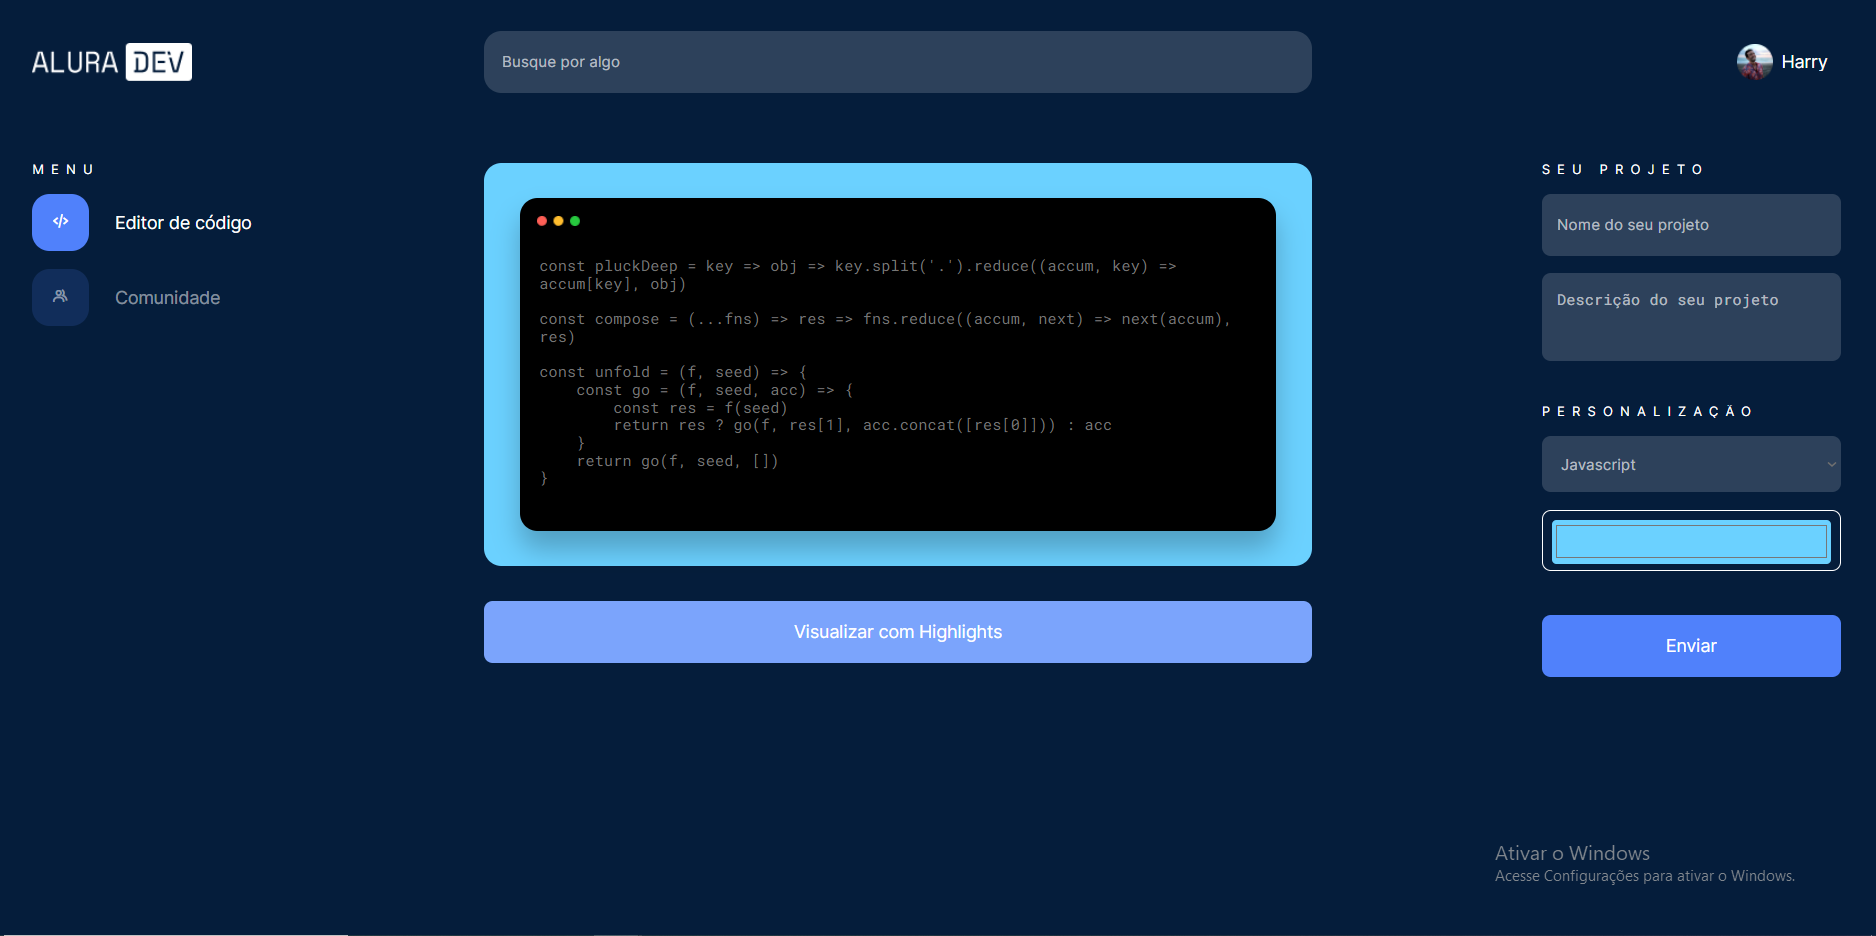 ALURA DEV
Busque por algo
Harry
MENU
Editor de código
Comunidade
const pluckDeep = key => obj => key.split('.').reduce((accum, key) =>
accum[key], obj)
const compose = (...fns) => res => fns.reduce((accum, next) => next(accum),
res)
const unfold = (f, seed) => {
    const go = (f, seed, acc) => {
        const res = f(seed)
        return res ? go(f, res[1], acc.concat([res[0]])) : acc
    }
    return go(f, seed, [])
}
Visualizar com Highlights
SEU PROJETO
Nome do seu projeto
Descrição do seu projeto
PERSONALIZAÇÃO
Javascript
Enviar
Ativar o Windows
Acesse Configurações para ativar o Windows.